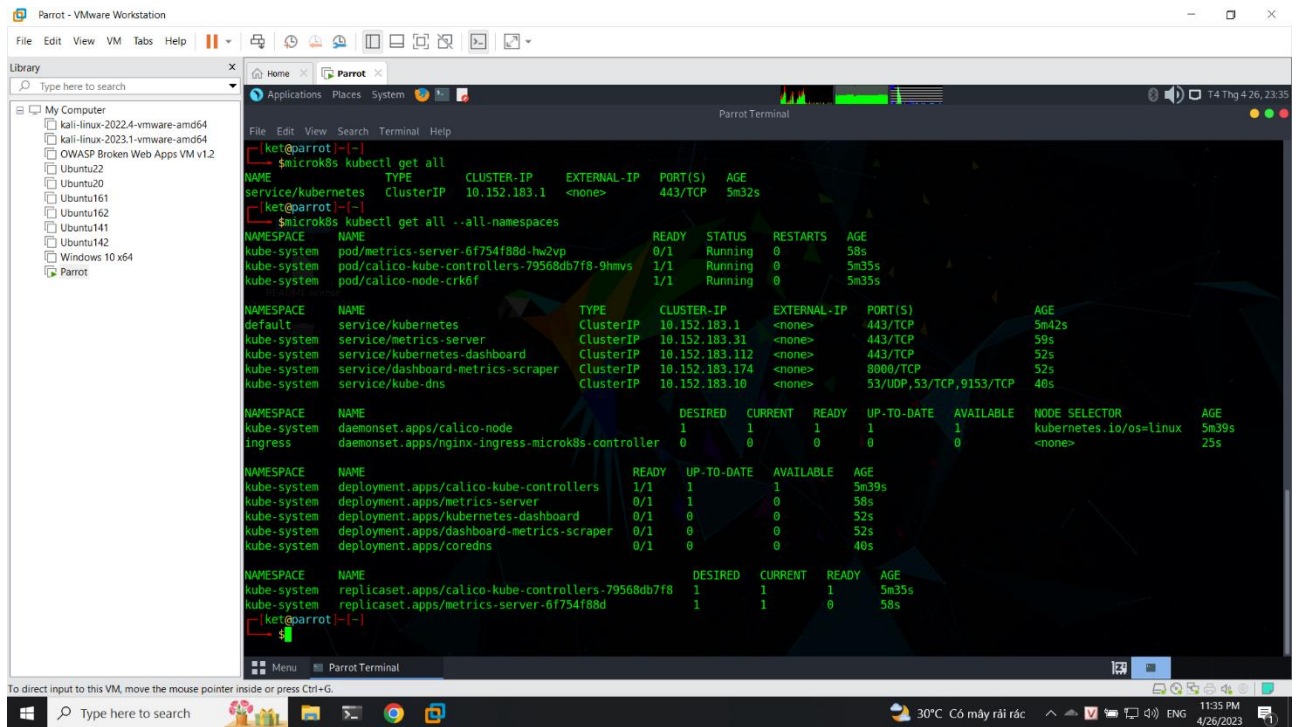 Parrot - VMware Workstation
File Edit View VM Tabs Help
Library
Type here to search
My Computer
kali-linux-2022.4-vmware-amd64
kali-linux-2023.1-vmware-amd64
OWASP Broken Web Apps VM v1.2
Ubuntu22
Ubuntu20
Ubuntu161
Ubuntu162
Ubuntu141
Ubuntu142
Windows 10 x64
Parrot
Home Parrot
Applications Places System T4 Thg 4 26, 23:35
Parrot Terminal
File Edit View Search Terminal Help
[ket@parrot]-[~]
$microk8s kubectl get all
NAME TYPE CLUSTER-IP EXTERNAL-IP PORT(S) AGE
service/kubernetes ClusterIP 10.152.183.1 <none> 443/TCP 5m32s
[ket@parrot]-[~]
$microk8s kubectl get all --all-namespaces
NAMESPACE NAME READY STATUS RESTARTS AGE
kube-system pod/metrics-server-6f754f88d-hw2vp 0/1 Running 0 58s
kube-system pod/calico-kube-controllers-79568db7f8-9hmvs 1/1 Running 0 5m35s
kube-system pod/calico-node-crk6f 1/1 Running 0 5m35s
NAMESPACE NAME TYPE CLUSTER-IP EXTERNAL-IP PORT(S) AGE
default service/kubernetes ClusterIP 10.152.183.1 <none> 443/TCP 5m42s
kube-system service/metrics-server ClusterIP 10.152.183.31 <none> 443/TCP 59s
kube-system service/kubernetes-dashboard ClusterIP 10.152.183.112 <none> 443/TCP 52s
kube-system service/dashboard-metrics-scraper ClusterIP 10.152.183.174 <none> 8000/TCP 52s
kube-system service/kube-dns ClusterIP 10.152.183.10 <none> 53/UDP,53/TCP,9153/TCP 40s
NAMESPACE NAME DESIRED CURRENT READY UP-TO-DATE AVAILABLE NODE SELECTOR AGE
kube-system daemonset.apps/calico-node 1 1 1 1 1 kubernetes.io/os=linux 5m39s
ingress daemonset.apps/nginx-ingress-microk8s-controller 0 0 0 0 0 <none> 25s
NAMESPACE NAME READY UP-TO-DATE AVAILABLE AGE
kube-system deployment.apps/calico-kube-controllers 1/1 1 1 5m39s
kube-system deployment.apps/metrics-server 0/1 1 0 58s
kube-system deployment.apps/kubernetes-dashboard 0/1 0 0 52s
kube-system deployment.apps/dashboard-metrics-scraper 0/1 0 0 52s
kube-system deployment.apps/coredns 0/1 0 0 40s
NAMESPACE NAME DESIRED CURRENT READY AGE
kube-system replicaset.apps/calico-kube-controllers-79568db7f8 1 1 1 5m35s
kube-system replicaset.apps/metrics-server-6f754f88d 1 1 0 58s
[ket@parrot]-[~]
$
Menu Parrot Terminal
To direct input to this VM, move the mouse pointer inside or press Ctrl+G.
Type here to search
30°C Có mây rải rác
ENG
11:35 PM
4/26/2023